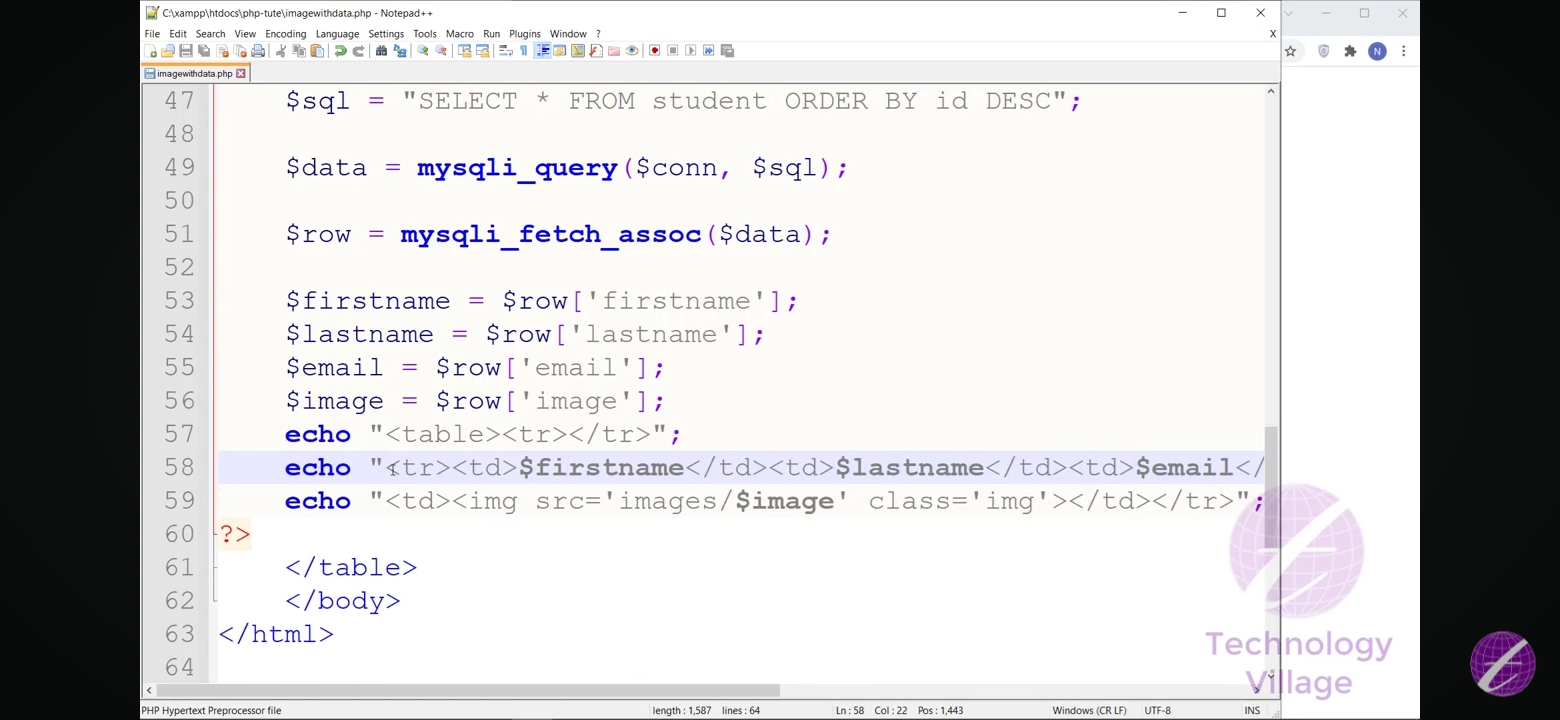 C:\xampp\htdocs\php-tute\imagewithdata.php - Notepad++
File Edit Search View Encoding Language Settings Tools Macro Run Plugins Window ? X
N
imagewithdata.php
47 $sql = "SELECT * FROM student ORDER BY id DESC";
48
49 $data = mysqli_query($conn, $sql);
50
51 $row = mysqli_fetch_assoc($data);
52
53 $firstname = $row['firstname'];
54 $lastname = $row['lastname'];
55 $email = $row['email'];
56 $image = $row['image'];
57 echo "<table><tr></tr>";
58 echo "<tr><td>$firstname</td><td>$lastname</td><td>$email</
59 echo "<td><img src='images/$image' class='img'></td></tr>";
60 ?>
61 </table>
62 </body>
63 </html>
64
Technology
Village
PHP Hypertext Preprocessor file length : 1,587 lines : 64 Ln : 58 Col : 22 Pos : 1,443 Windows (CR LF) UTF-8 INS